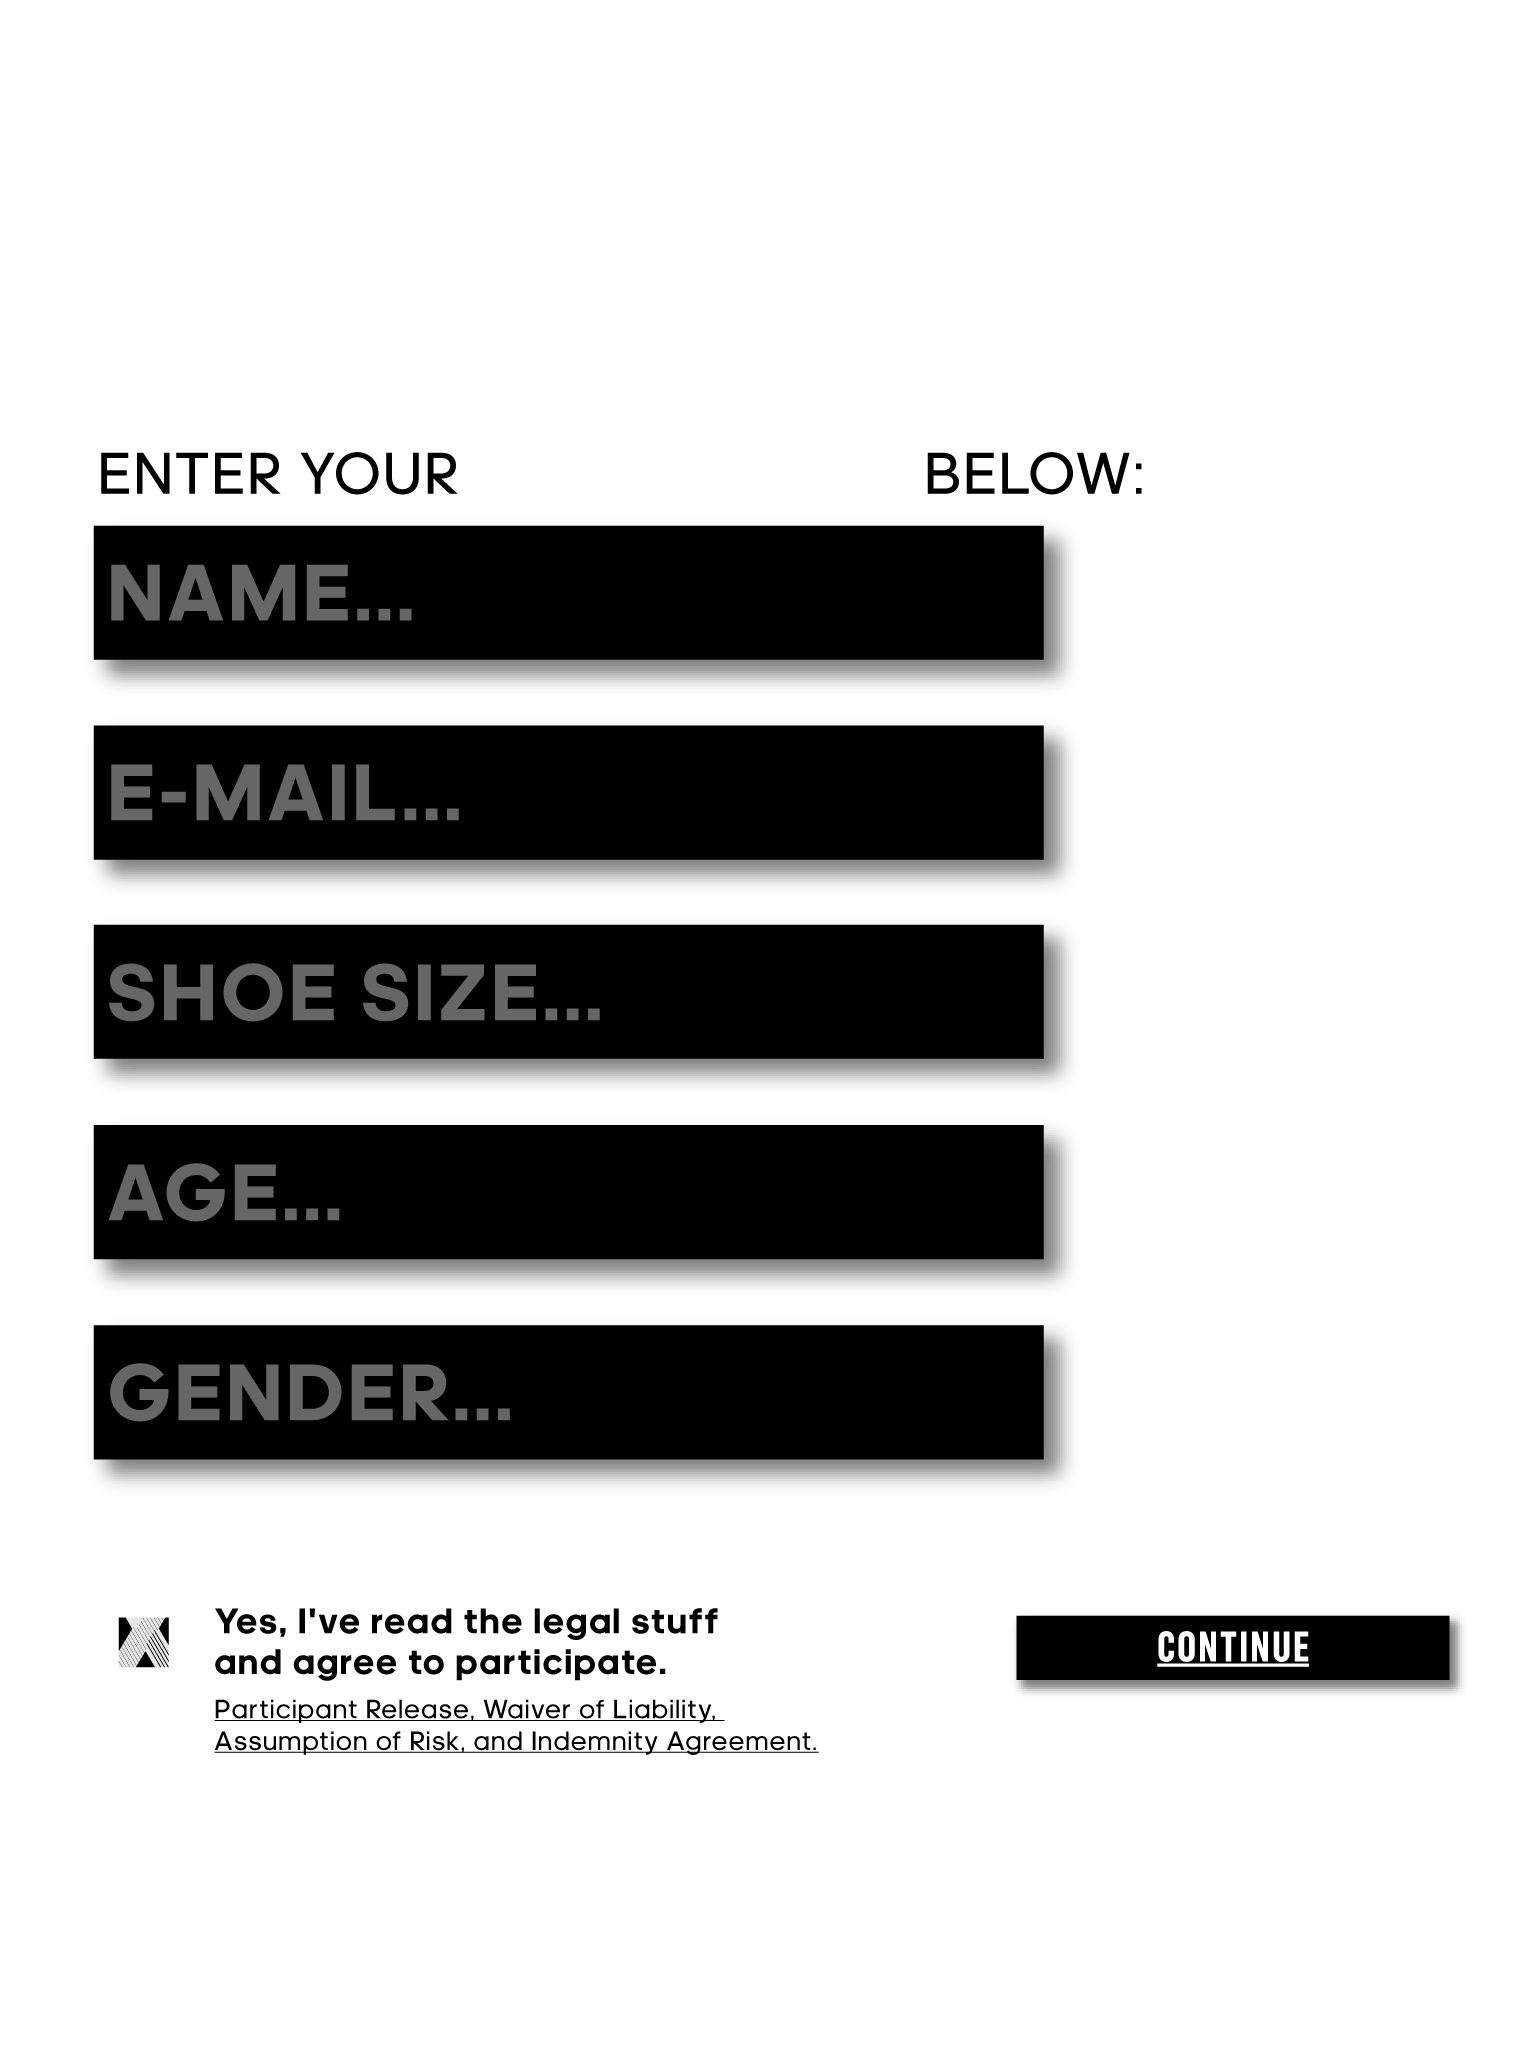 ENTER YOUR BELOW:
NAME...
E-MAIL...
SHOE SIZE...
AGE...
GENDER...
Yes, I've read the legal stuff
and agree to participate.
Participant Release, Waiver of Liability,
Assumption of Risk, and Indemnity Agreement.
CONTINUE